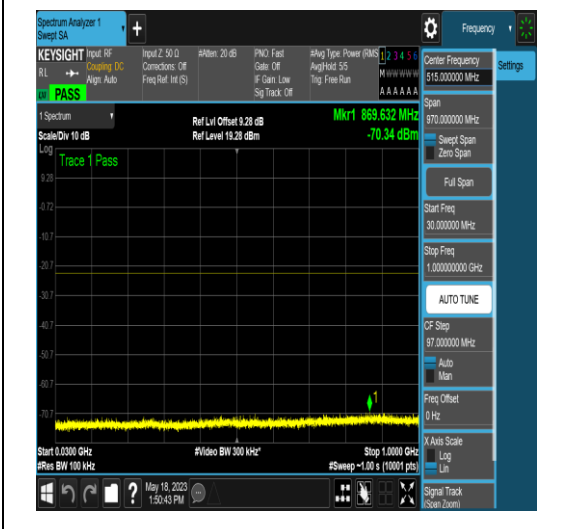 Spectrum Analyzer 1
Swept SA
+
Frequency
KEYSIGHT
RL
Input: RF
Coupling: DC
Align: Auto
Input Z: 50 Ω
Corrections: Off
Freq Ref: Int (S)
#Atten: 20 dB
PNO: Fast
Gate: Off
IF Gain: Low
Sig Track: Off
#Avg Type: Power (RMS
Avg|Hold: 5/5
Trig: Free Run
1 2 3 4 5 6
M W W W W W
A A A A A A
PASS
1 Spectrum
Scale/Div 10 dB
Ref Lvl Offset 9.28 dB
Ref Level 19.28 dBm
Mkr1 869.632 MHz
-70.34 dBm
Log
Trace 1 Pass
9.28
-0.72
-10.7
-20.7
-30.7
-40.7
-50.7
-60.7
-70.7
1
Start 0.0300 GHz
#Res BW 100 kHz
#Video BW 300 kHz*
Stop 1.0000 GHz
#Sweep ~1.00 s (10001 pts)
?
May 18, 2023
1:50:43 PM
Settings
Center Frequency
515.000000 MHz
Span
970.000000 MHz
Swept Span
Zero Span
Full Span
Start Freq
30.000000 MHz
Stop Freq
1.000000000 GHz
AUTO TUNE
CF Step
97.000000 MHz
Auto
Man
Freq Offset
0 Hz
X Axis Scale
Log
Lin
Signal Track
(Span Zoom)